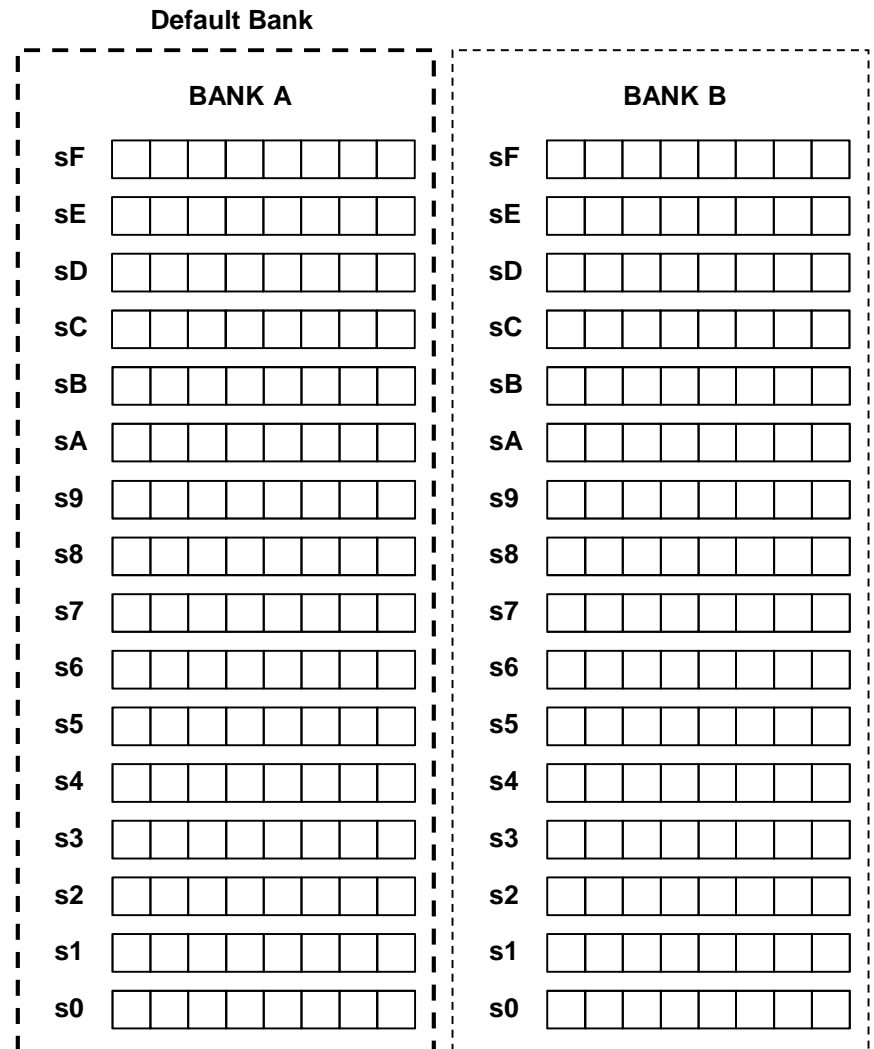 Default Bank
BANK A BANK B
sF sF
sE sE
sD sD
sC sC
sB sB
sA sA
s9 s9
s8 s8
s7 s7
s6 s6
s5 s5
s4 s4
s3 s3
s2 s2
s1 s1
s0 s0